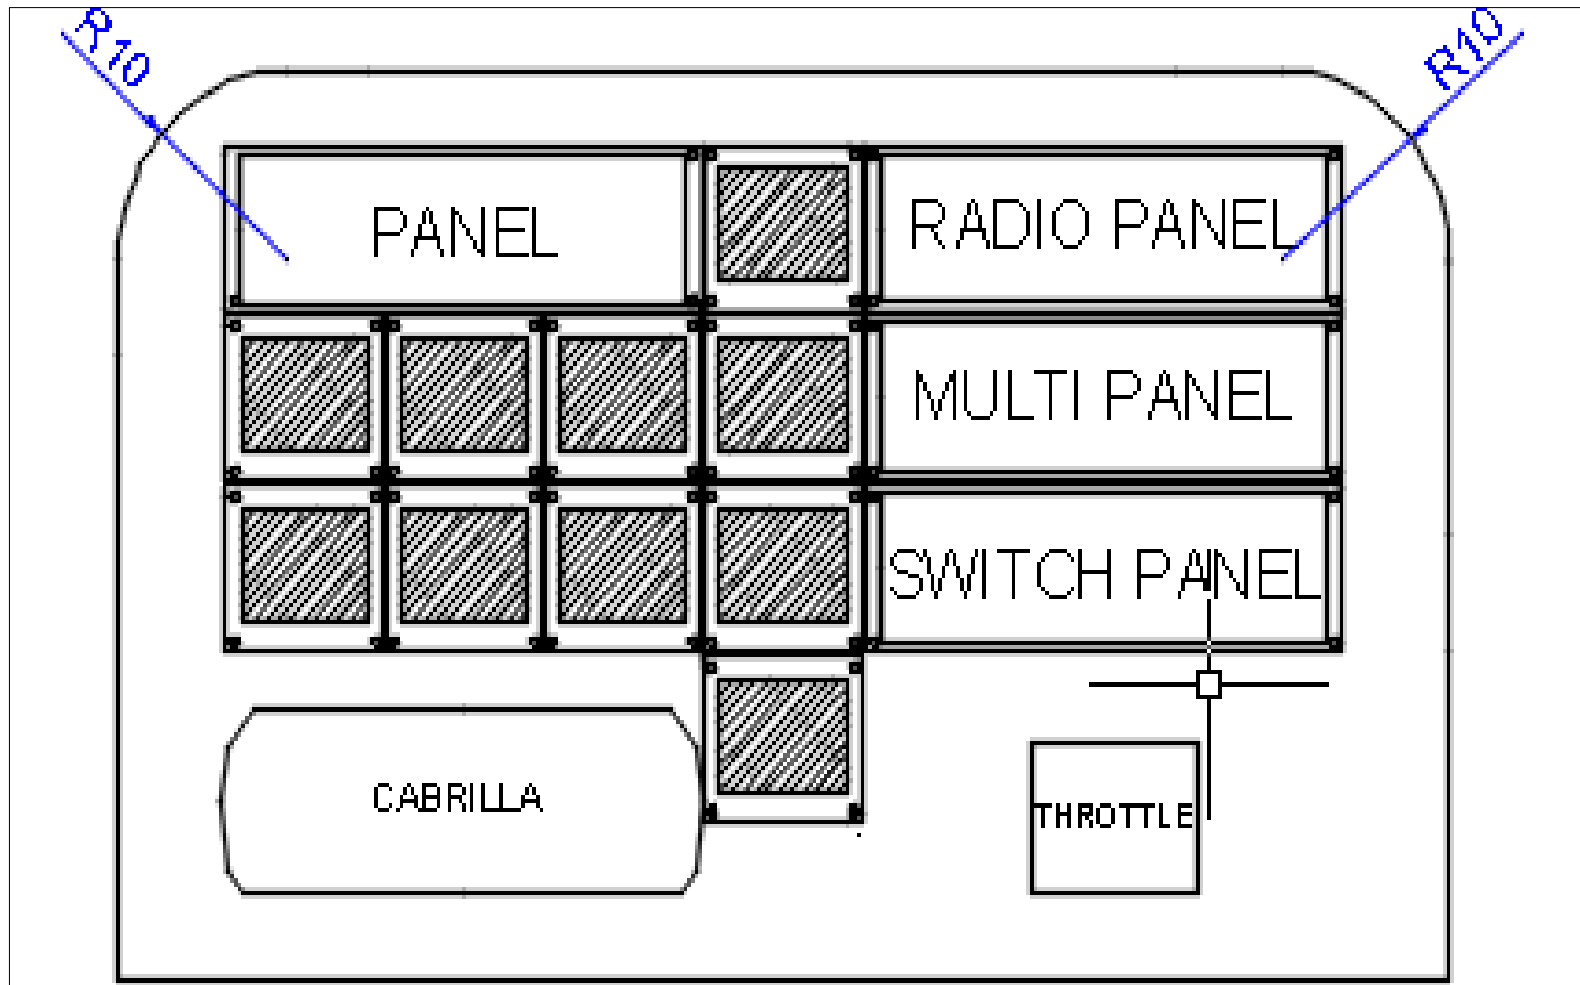 R10
R10
PANEL
RADIO PANEL
MULTI PANEL
SWITCH PANEL
CABRILLA
THROTTLE